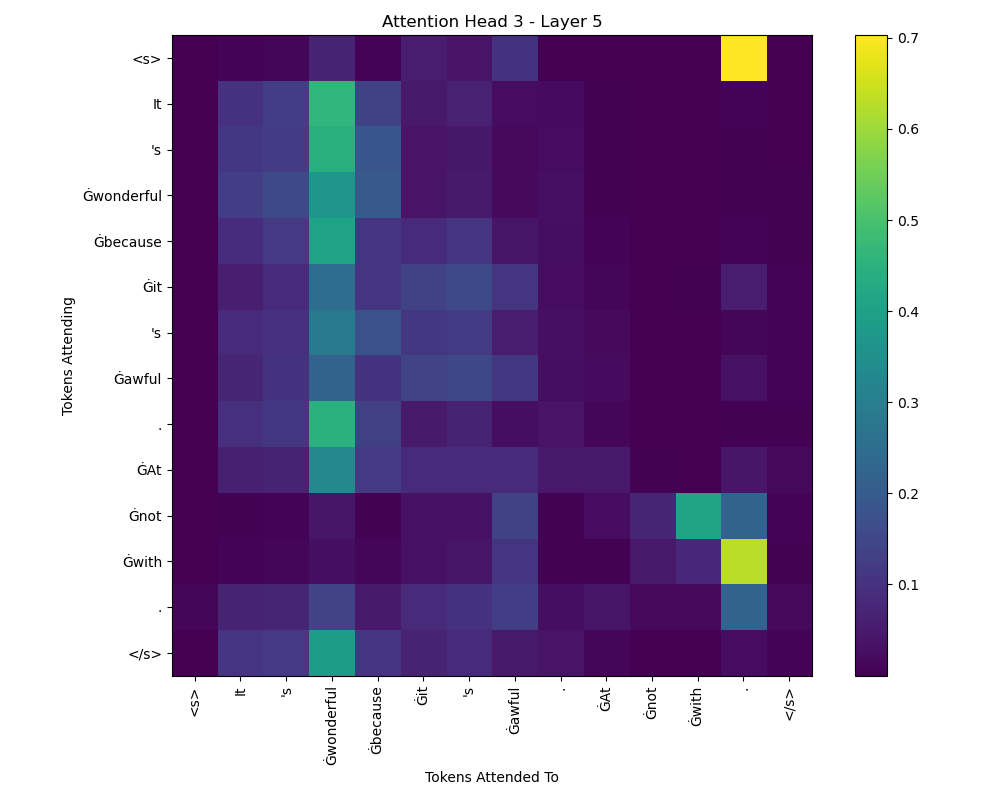 Attention Head 3 - Layer 5
Tokens Attending
<s>
It
's
Ġwonderful
Ġbecause
Ġit
's
Ġawful
.
ĠAt
Ġnot
Ġwith
.
</s>
<s>
It
's
Ġwonderful
Ġbecause
Ġit
's
Ġawful
.
ĠAt
Ġnot
Ġwith
.
</s>
Tokens Attended To
0.7
0.6
0.5
0.4
0.3
0.2
0.1